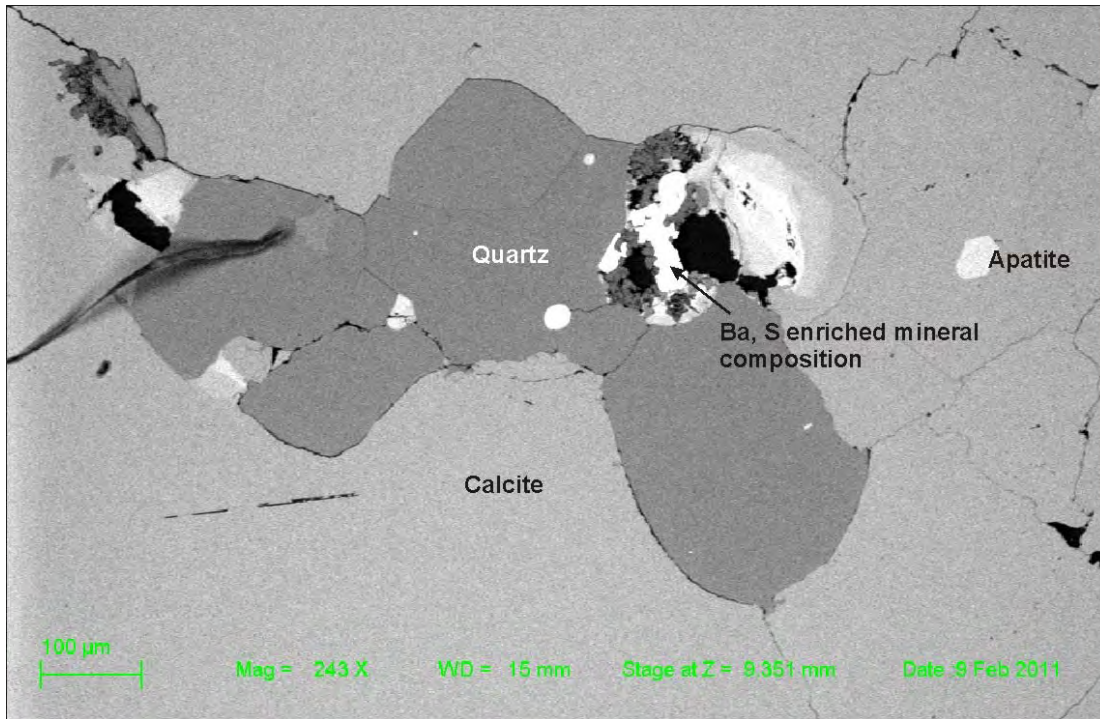 Quartz
Apatite
Ba, S enriched mineral
composition
Calcite
100 µm
Mag = 243 X WD = 15 mm Stage at Z = 9.351 mm Date :9 Feb 2011